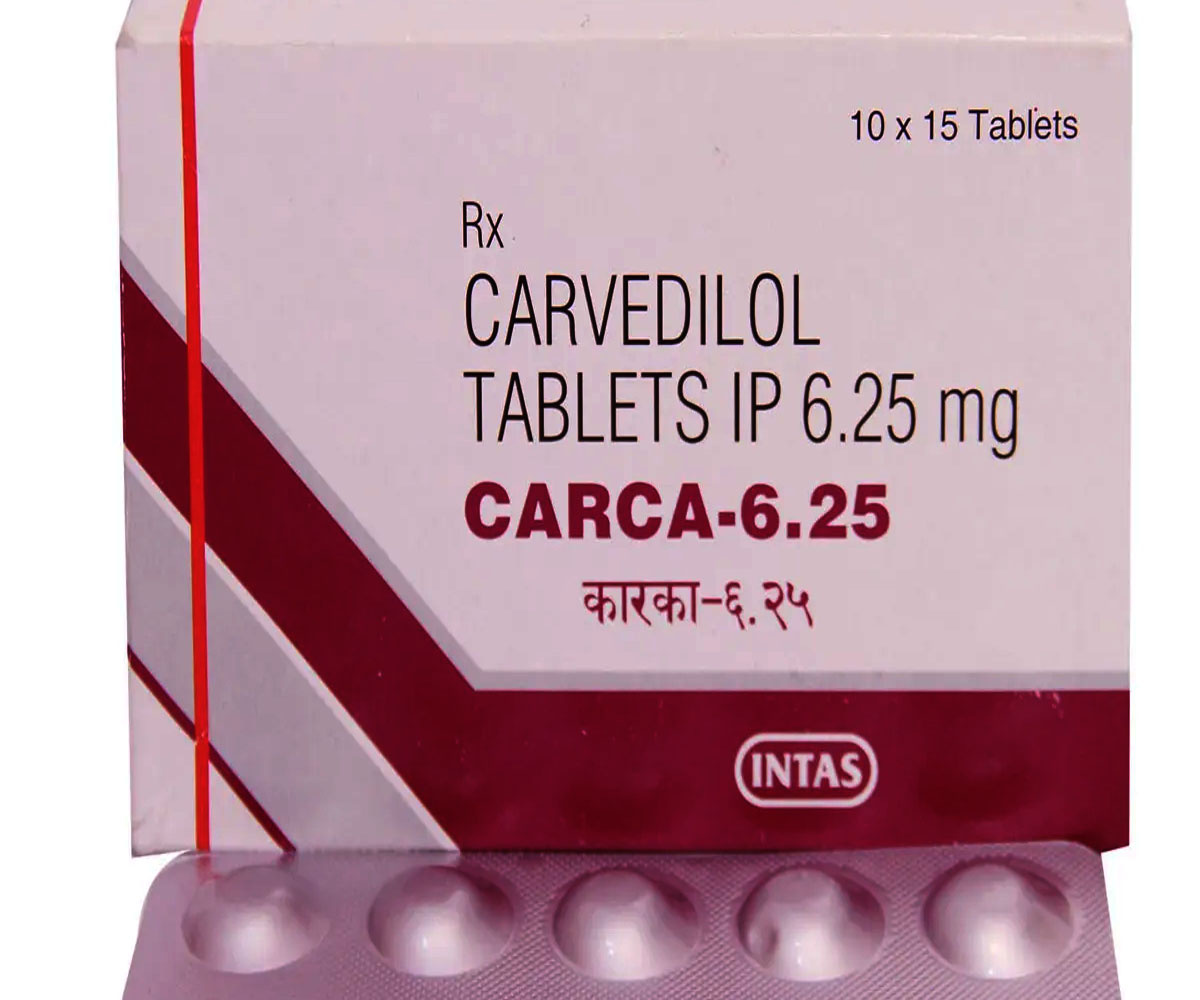 10 x 15 Tablets
Rx
CARVEDILOL
TABLETS IP 6.25 mg
CARCA-6.25
कारका-६.२५
INTAS